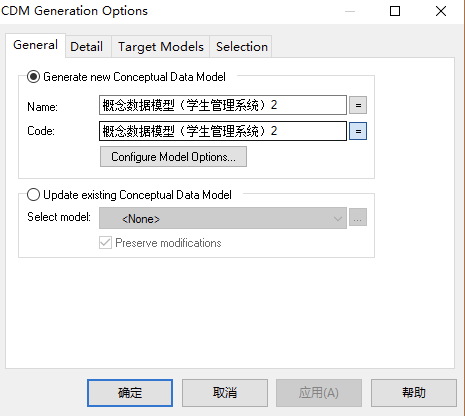 CDM Generation Options
General Detail Target Models Selection
Generate new Conceptual Data Model
Name: 概念数据模型（学生管理系统）2 =
Code: 概念数据模型（学生管理系统）2 =
Configure Model Options...
Update existing Conceptual Data Model
Select model: <None> ...
Preserve modifications
确定 取消 应用(A) 帮助